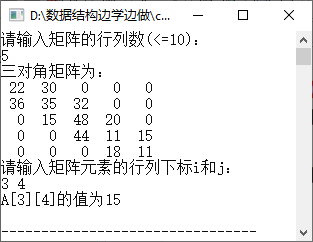 D:\数据结构边学边做\c...
请输入矩阵的行列数(<=10):
5
三对角矩阵为:
22 30 0 0 0
36 35 32 0 0
0 15 48 20 0
0 0 44 11 15
0 0 0 18 11
请输入矩阵元素的行列下标i和j:
3 4
A[3][4]的值为15
--------------------------------